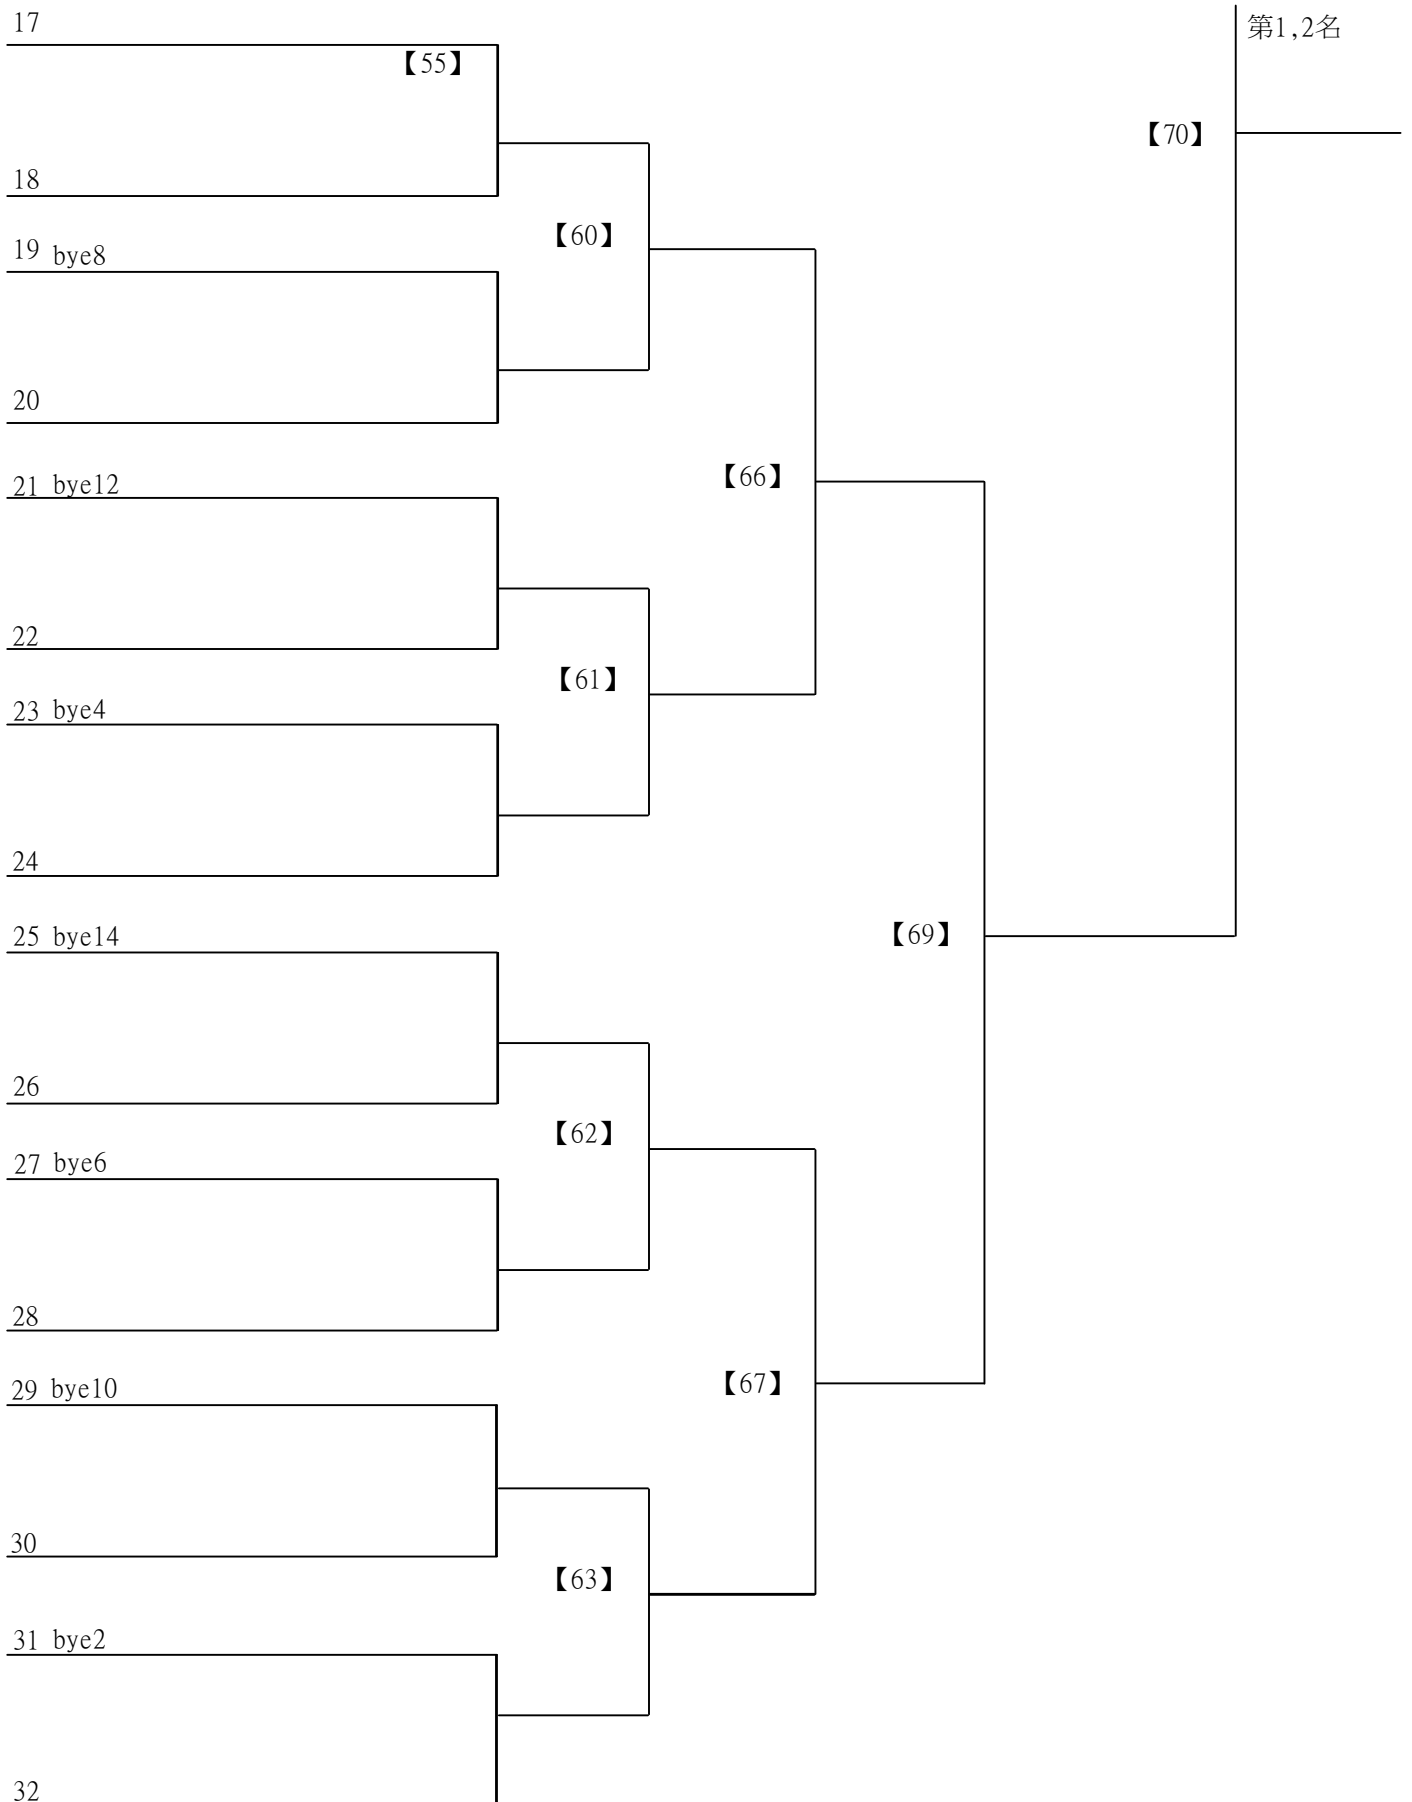 17
第1,2名
【55】
【70】
18
【60】
19 bye8
20
【66】
21 bye12
22
【61】
23 bye4
24
25 bye14
【69】
26
【62】
27 bye6
28
【67】
29 bye10
30
【63】
31 bye2
32